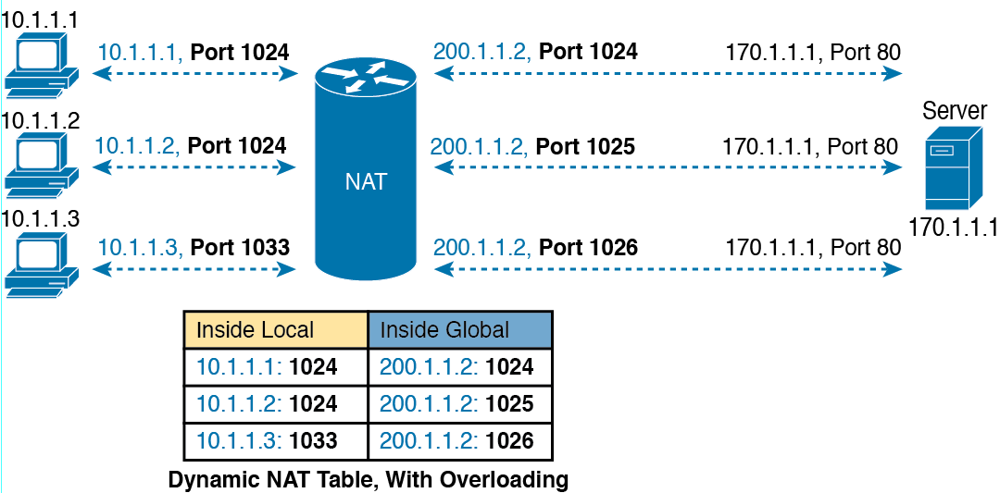 10.1.1.1
10.1.1.1, Port 1024
200.1.1.2, Port 1024
170.1.1.1, Port 80
10.1.1.2
10.1.1.2, Port 1024
200.1.1.2, Port 1025
170.1.1.1, Port 80
Server
NAT
170.1.1.1
10.1.1.3
10.1.1.3, Port 1033
200.1.1.2, Port 1026
170.1.1.1, Port 80
Inside Local
Inside Global
10.1.1.1: 1024
200.1.1.2: 1024
10.1.1.2: 1024
200.1.1.2: 1025
10.1.1.3: 1033
200.1.1.2: 1026
Dynamic NAT Table, With Overloading